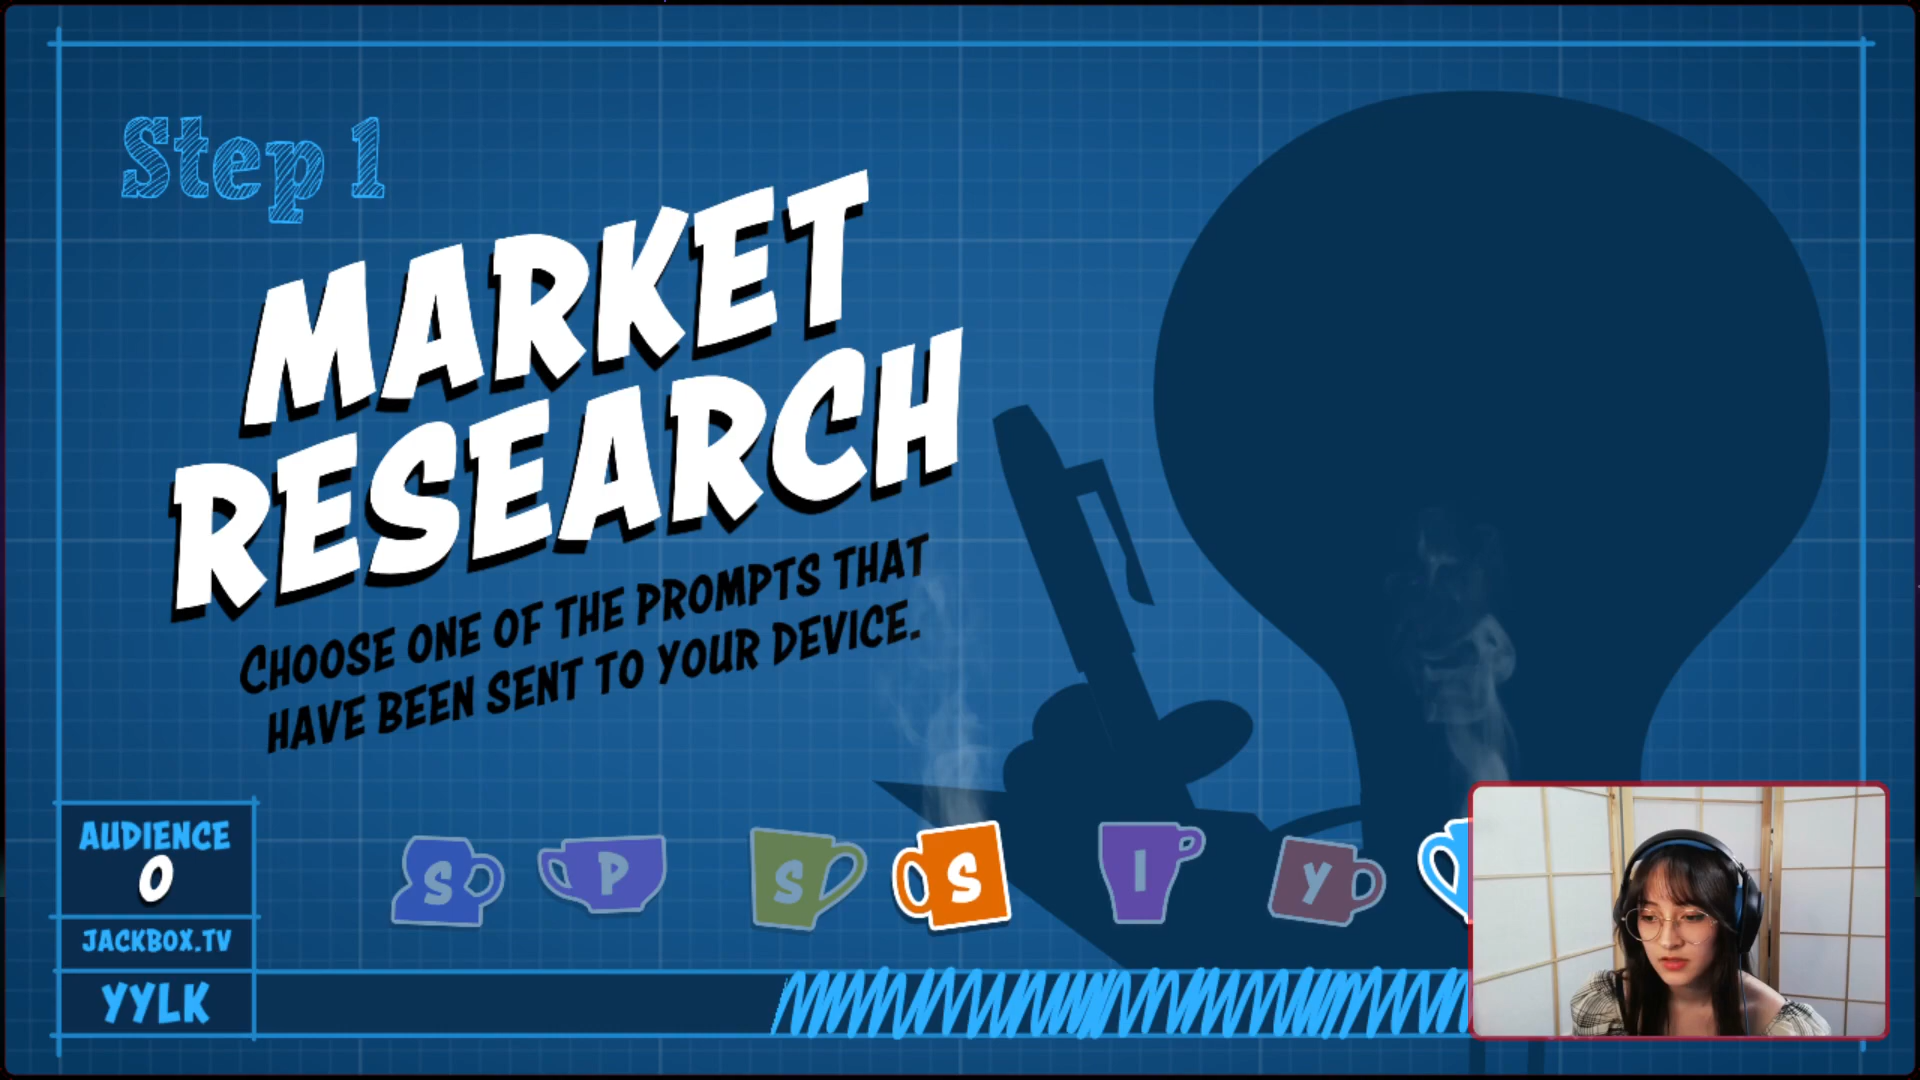 Step 1
MARKET
RESEARCH
CHOOSE ONE OF THE PROMPTS THAT
HAVE BEEN SENT TO YOUR DEVICE.
AUDIENCE
0
JACKBOX.TV
YYLK
S P S S I Y